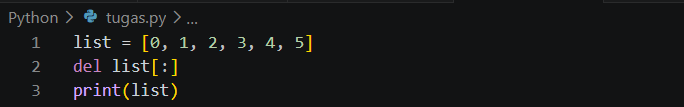 Python > tugas.py > ...
1 list = [0, 1, 2, 3, 4, 5]
2 del list[:]
3 print(list)